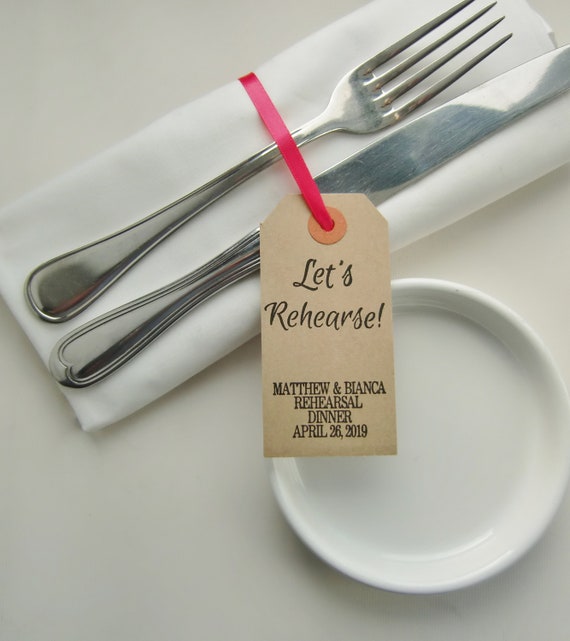 Let's
Rehearse!
MATTHEW & BIANCA
REHEARSAL
DINNER
APRIL 26, 2019